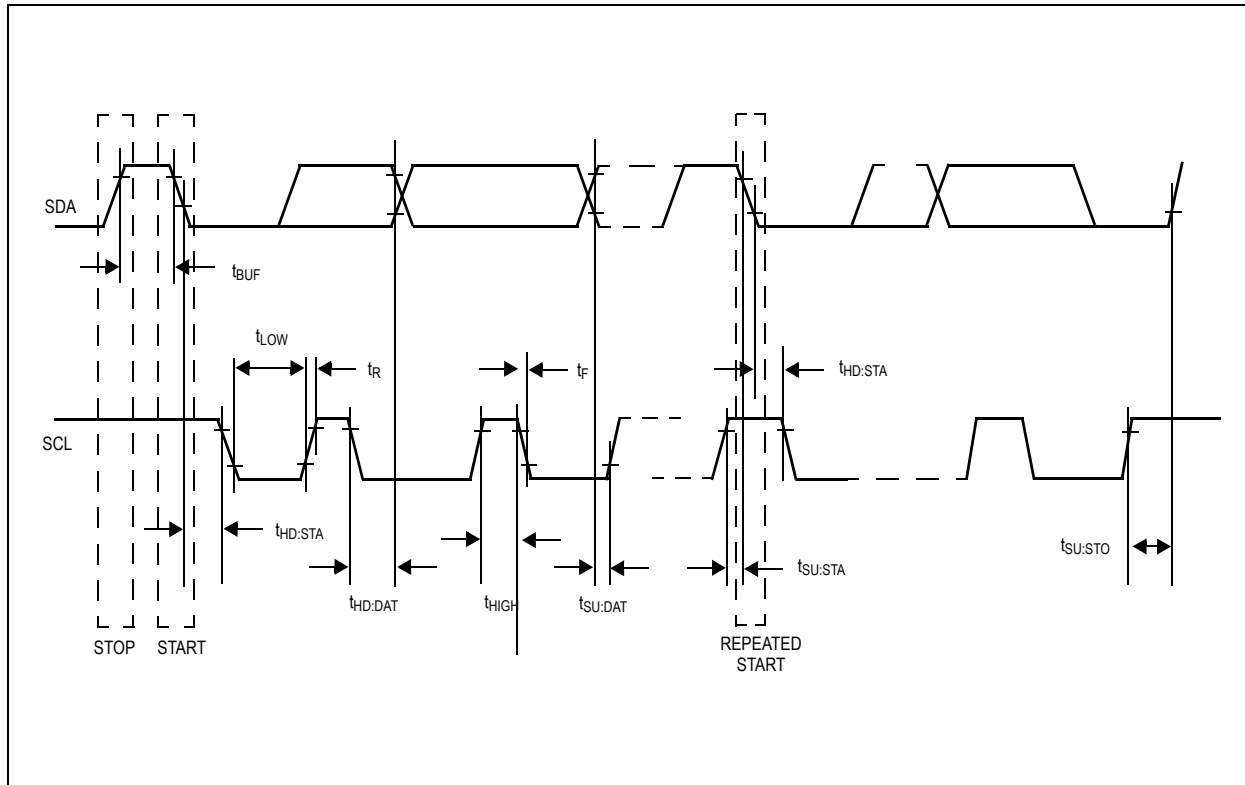 SDA
tBUF
tLOW
tR
tF
tHD:STA
SCL
tHD:STA
tSU:STO
tSU:STA
tHD:DAT
tHIGH
tSU:DAT
STOP
START
REPEATED
START